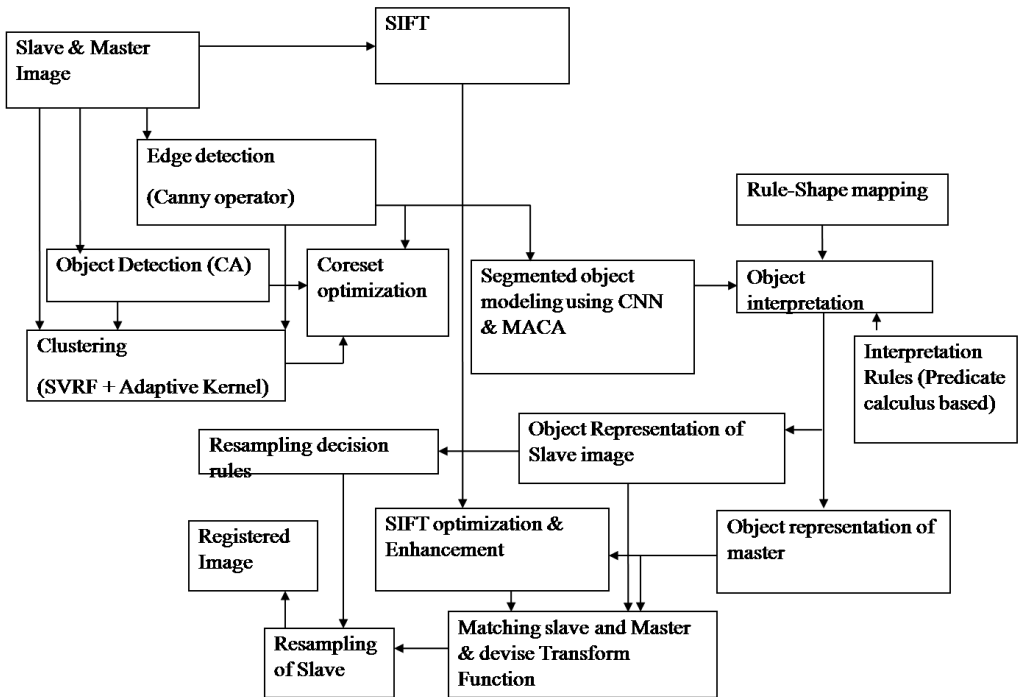 SIFT
Slave & Master
Image
Edge detection
(Canny operator)
Rule-Shape mapping
Object Detection (CA)
Coreset
optimization
Segmented object
modeling using CNN
& MACA
Object
interpretation
Clustering
(SVRF + Adaptive Kernel)
Interpretation
Rules (Predicate
calculus based)
Resampling decision
rules
Object Representation of
Slave image
Registered
Image
SIFT optimization &
Enhancement
Object representation of
master
Resampling
of Slave
Matching slave and Master
& devise Transform
Function